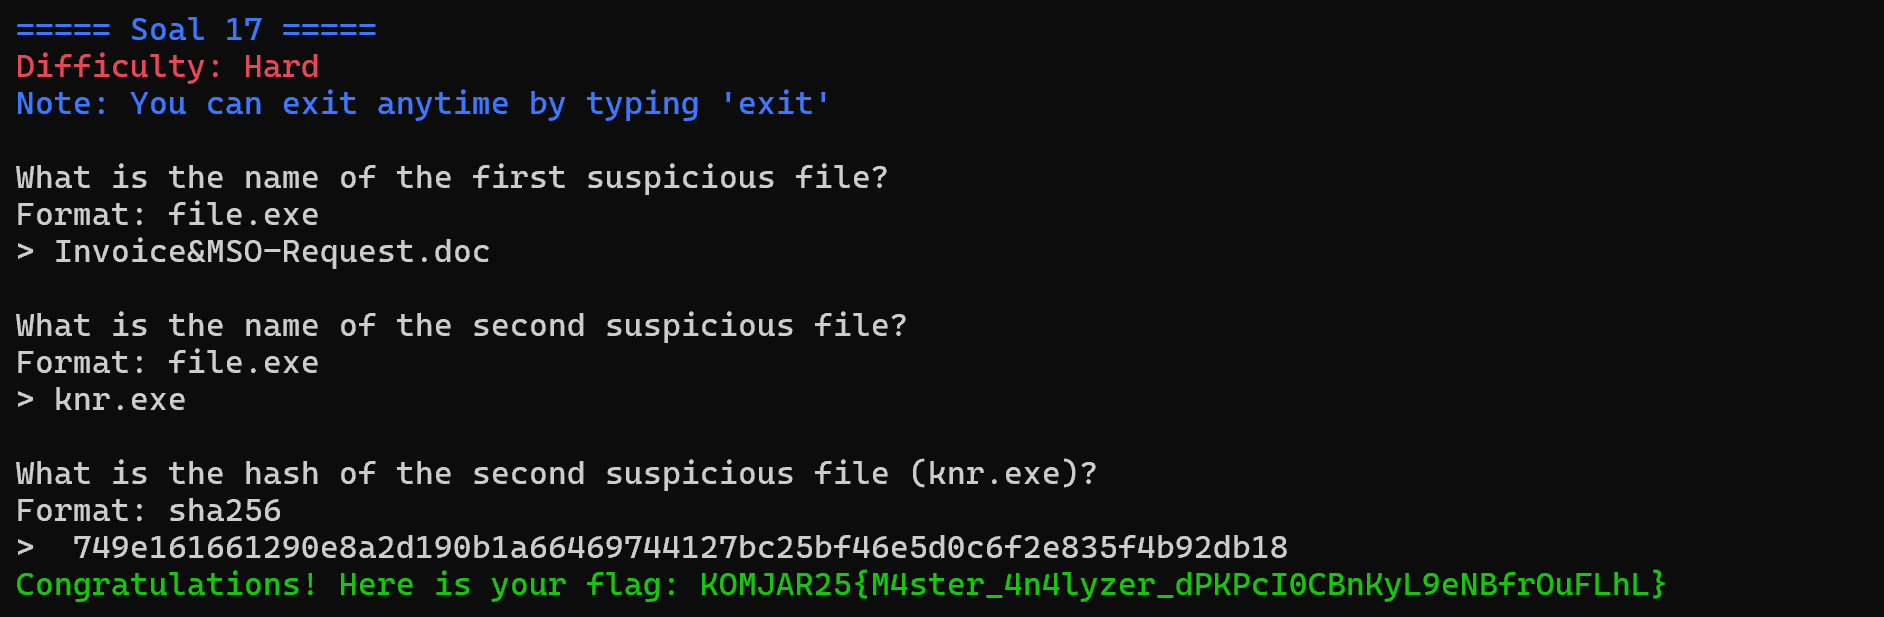 ===== Soal 17 =====
Difficulty: Hard
Note: You can exit anytime by typing 'exit'
What is the name of the first suspicious file?
Format: file.exe
> Invoice&MSO-Request.doc
What is the name of the second suspicious file?
Format: file.exe
> knr.exe
What is the hash of the second suspicious file (knr.exe)?
Format: sha256
>  749e161661290e8a2d190b1a66469744127bc25bf46e5d0c6f2e835f4b92db18
Congratulations! Here is your flag: KOMJAR25{M4ster_4n4lyzer_dPKPcI0CBnKyL9eNBfrOuFLhL}